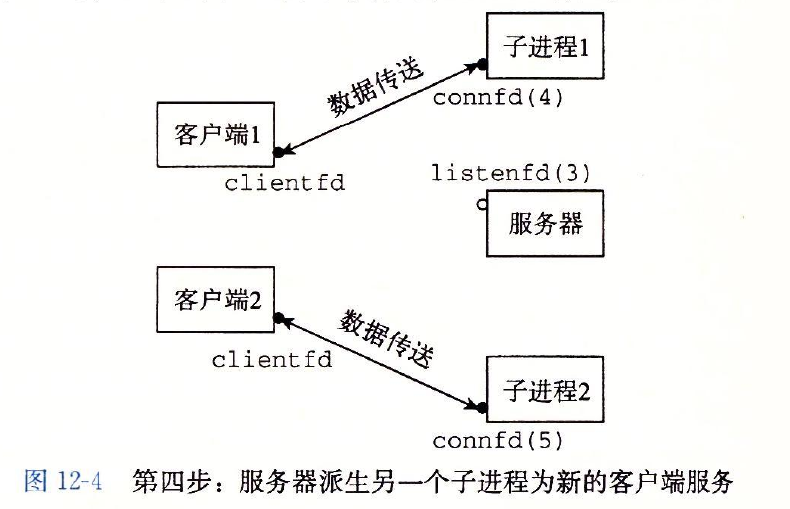 子进程1
数据传送
connfd(4)
客户端1
clientfd
listenfd(3)
服务器
客户端2
数据传送
clientfd
子进程2
connfd(5)
图 12-4 第四步：服务器派生另一个子进程为新的客户端服务